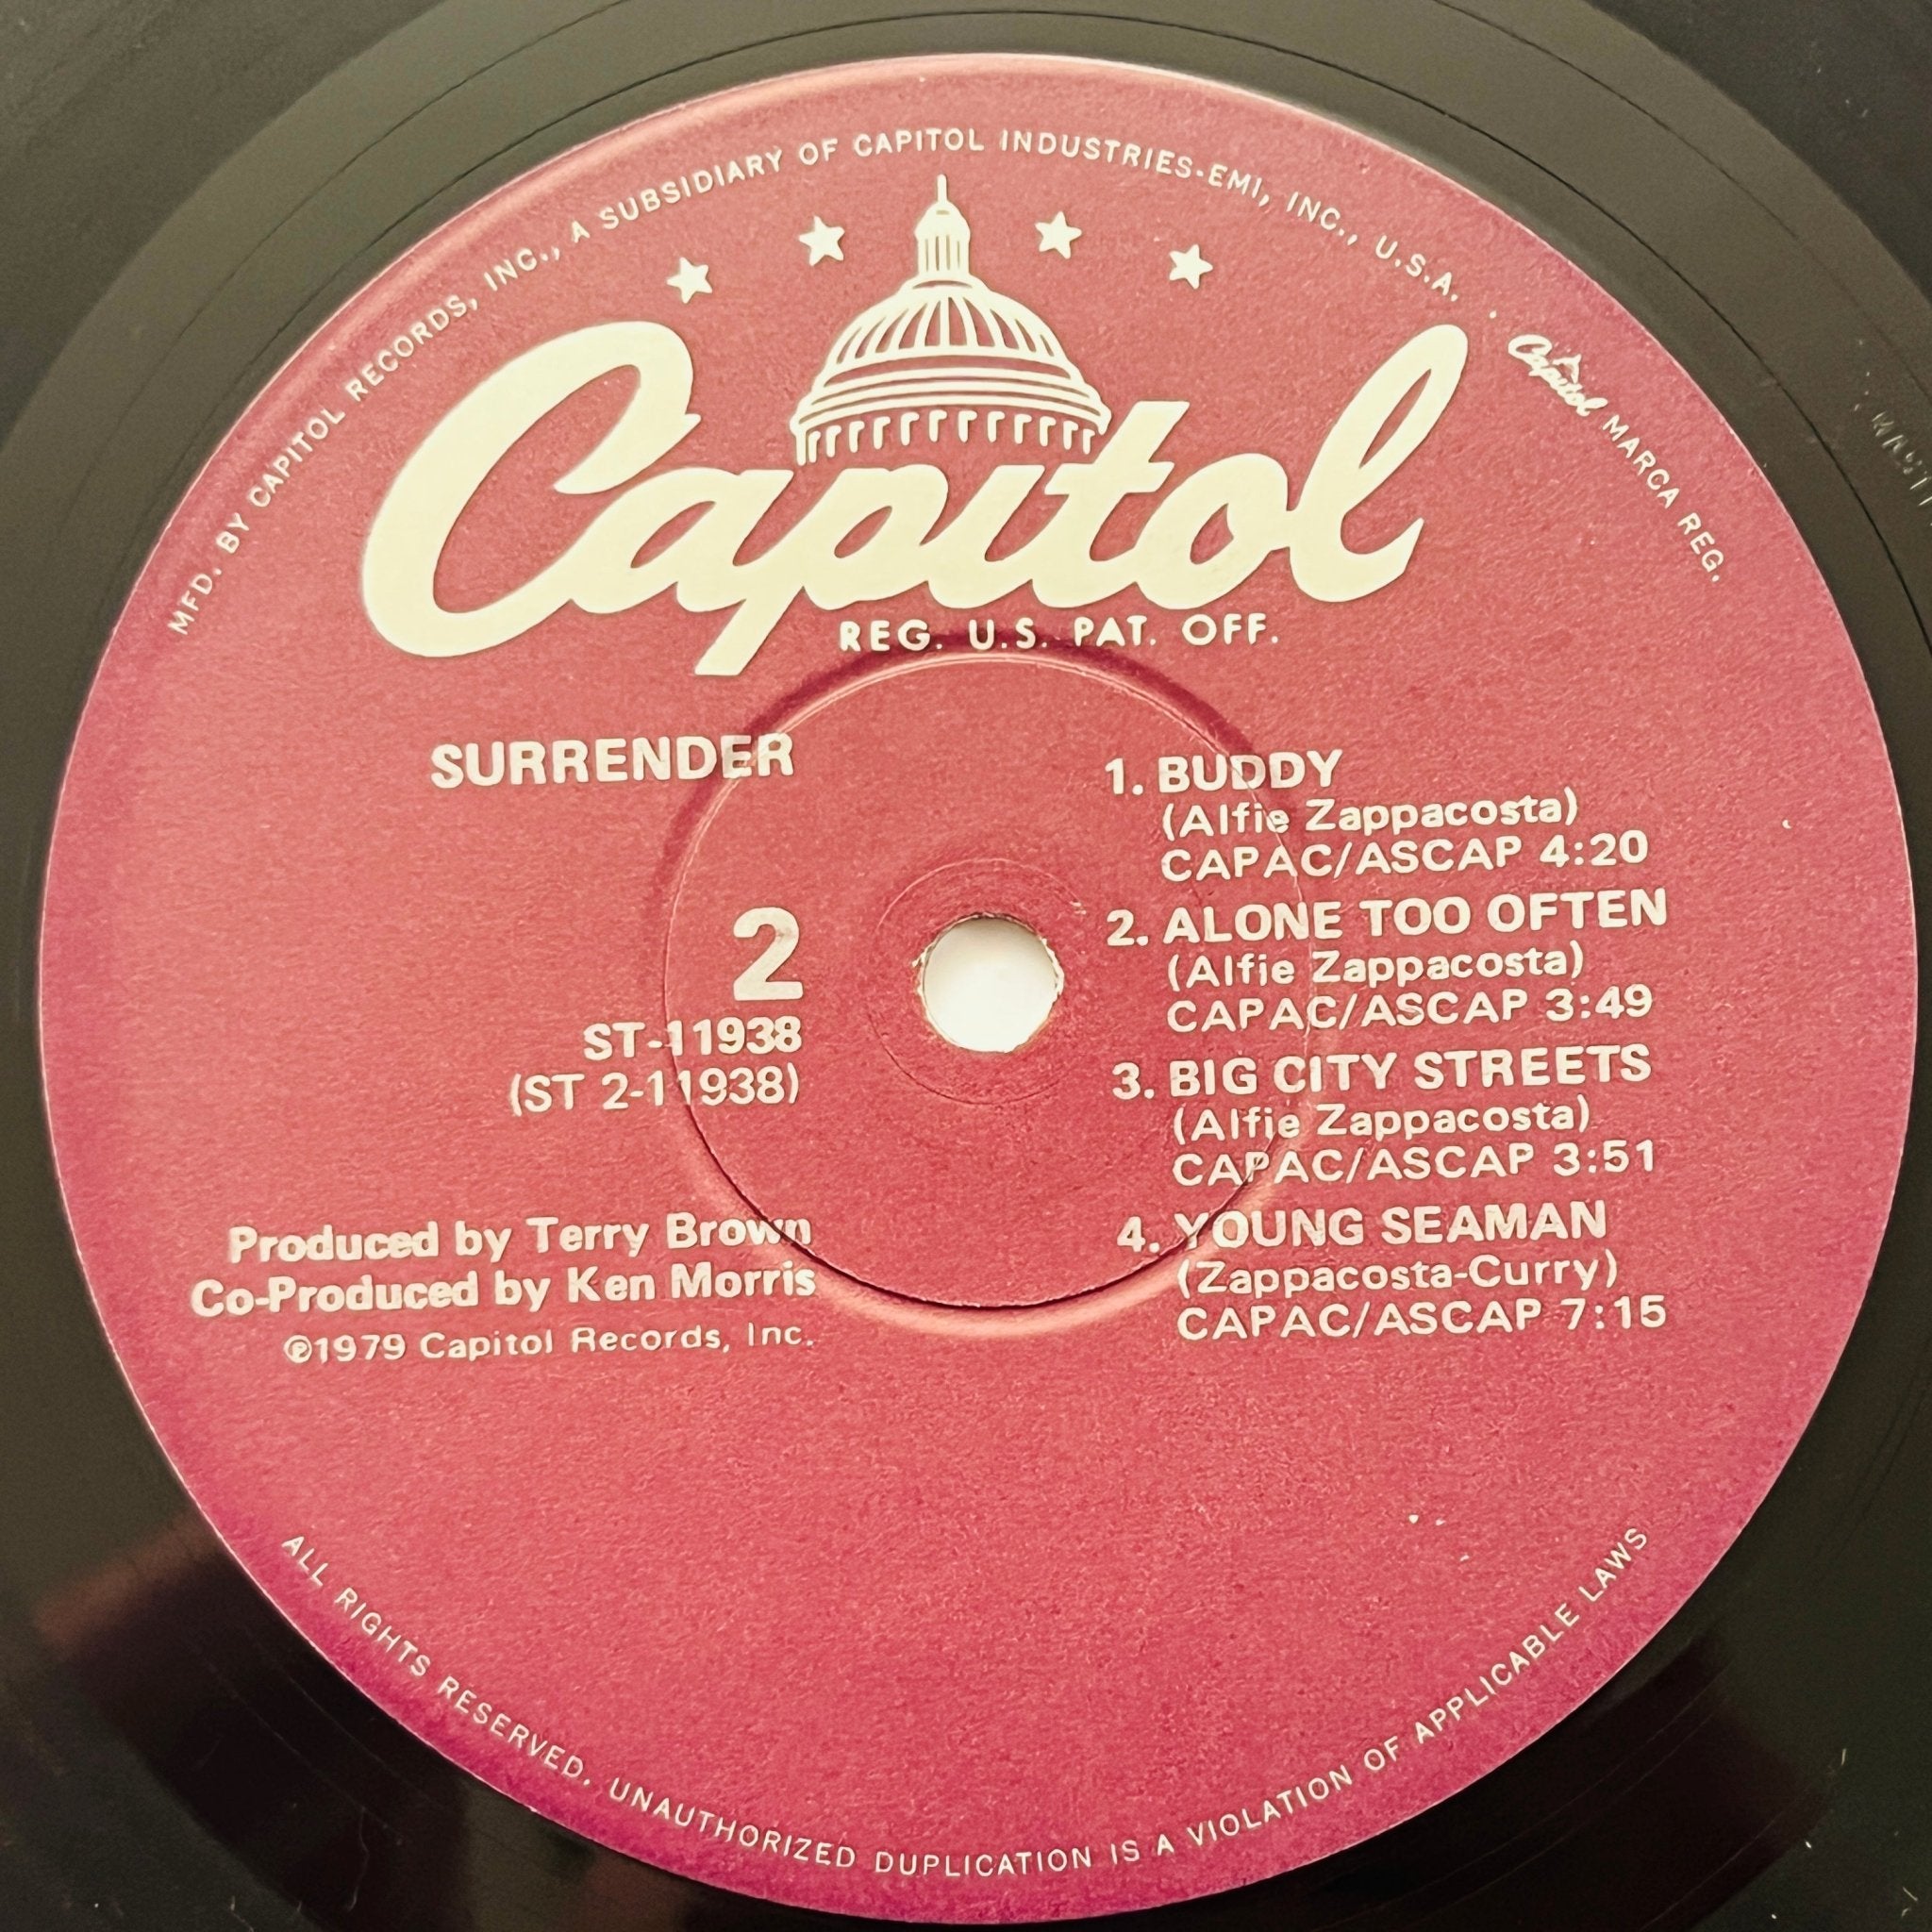 MFD. BY CAPITOL RECORDS, INC., A SUBSIDIARY OF CAPITOL INDUSTRIES-EMI, INC., U.S.A. . Capitol MARCA REG.
Capitol
REG. U.S. PAT. OFF.
SURRENDER
2
ST-11938
(ST 2-11938)
Produced by Terry Brown
Co-Produced by Ken Morris
℗1979 Capitol Records, Inc.
1. BUDDY
(Alfie Zappacosta)
CAPAC/ASCAP 4:20
2. ALONE TOO OFTEN
(Alfie Zappacosta)
CAPAC/ASCAP 3:49
3. BIG CITY STREETS
(Alfie Zappacosta)
CAPAC/ASCAP 3:51
4. YOUNG SEAMAN
(Zappacosta-Curry)
CAPAC/ASCAP 7:15
ALL RIGHTS RESERVED. UNAUTHORIZED DUPLICATION IS A VIOLATION OF APPLICABLE LAWS